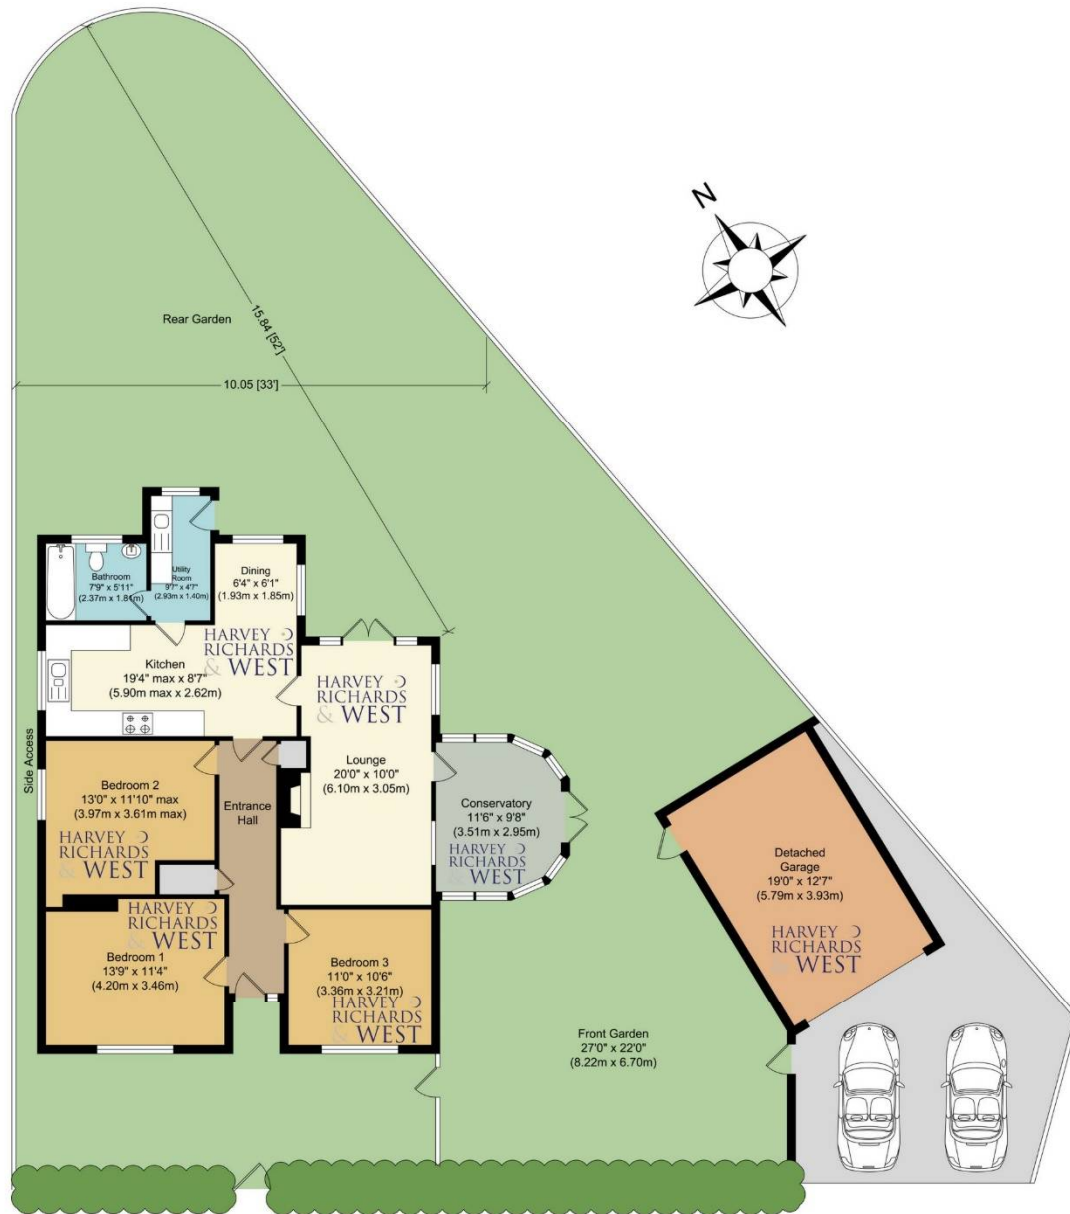 N
15.84 [52']
Rear Garden
10.05 [33']
Bathroom
7'9" x 5'11"
(2.37m x 1.81m)
Utility
Room
9'7" x 4'7"
(2.93m x 1.40m)
Dining
6'4" x 6'1"
(1.93m x 1.85m)
HARVEY
RICHARDS
& WEST
Kitchen
19'4" max x 8'7"
(5.90m max x 2.62m)
HARVEY
RICHARDS
& WEST
Side Access
Lounge
20'0" x 10'0"
(6.10m x 3.05m)
Bedroom 2
13'0" x 11'10" max
(3.97m x 3.61m max)
HARVEY
RICHARDS
& WEST
Entrance
Hall
Conservatory
11'6" x 9'8"
(3.51m x 2.95m)
HARVEY
RICHARDS
& WEST
Detached
Garage
19'0" x 12'7"
(5.79m x 3.93m)
HARVEY
RICHARDS
& WEST
HARVEY
RICHARDS
& WEST
Bedroom 1
13'9" x 11'4"
(4.20m x 3.46m)
Bedroom 3
11'0" x 10'6"
(3.36m x 3.21m)
HARVEY
RICHARDS
& WEST
Front Garden
27'0" x 22'0"
(8.22m x 6.70m)